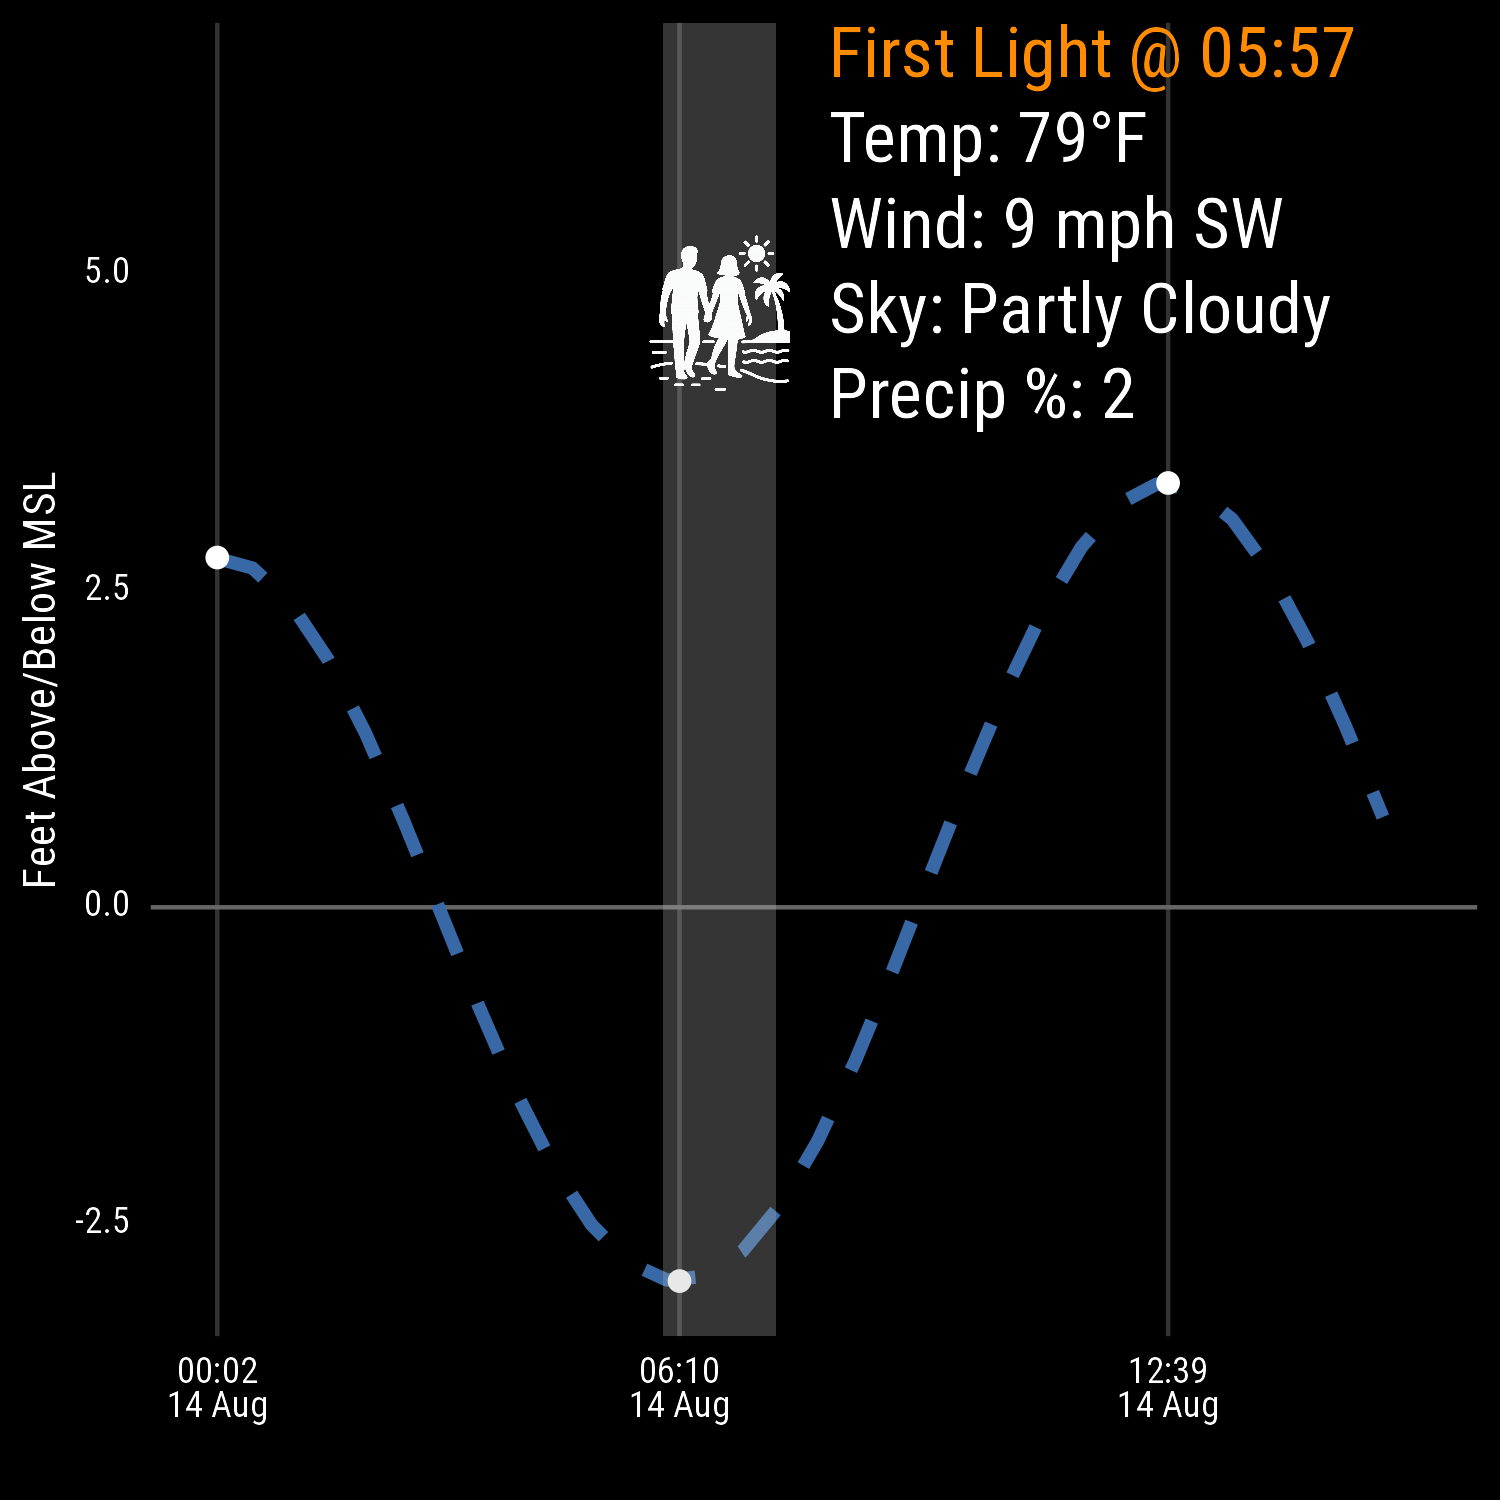 First Light @ 05:57
Temp: 79°F
Wind: 9 mph SW
Sky: Partly Cloudy
Precip %: 2
Feet Above/Below MSL
5.0
2.5
0.0
-2.5
00:02
14 Aug
06:10
14 Aug
12:39
14 Aug